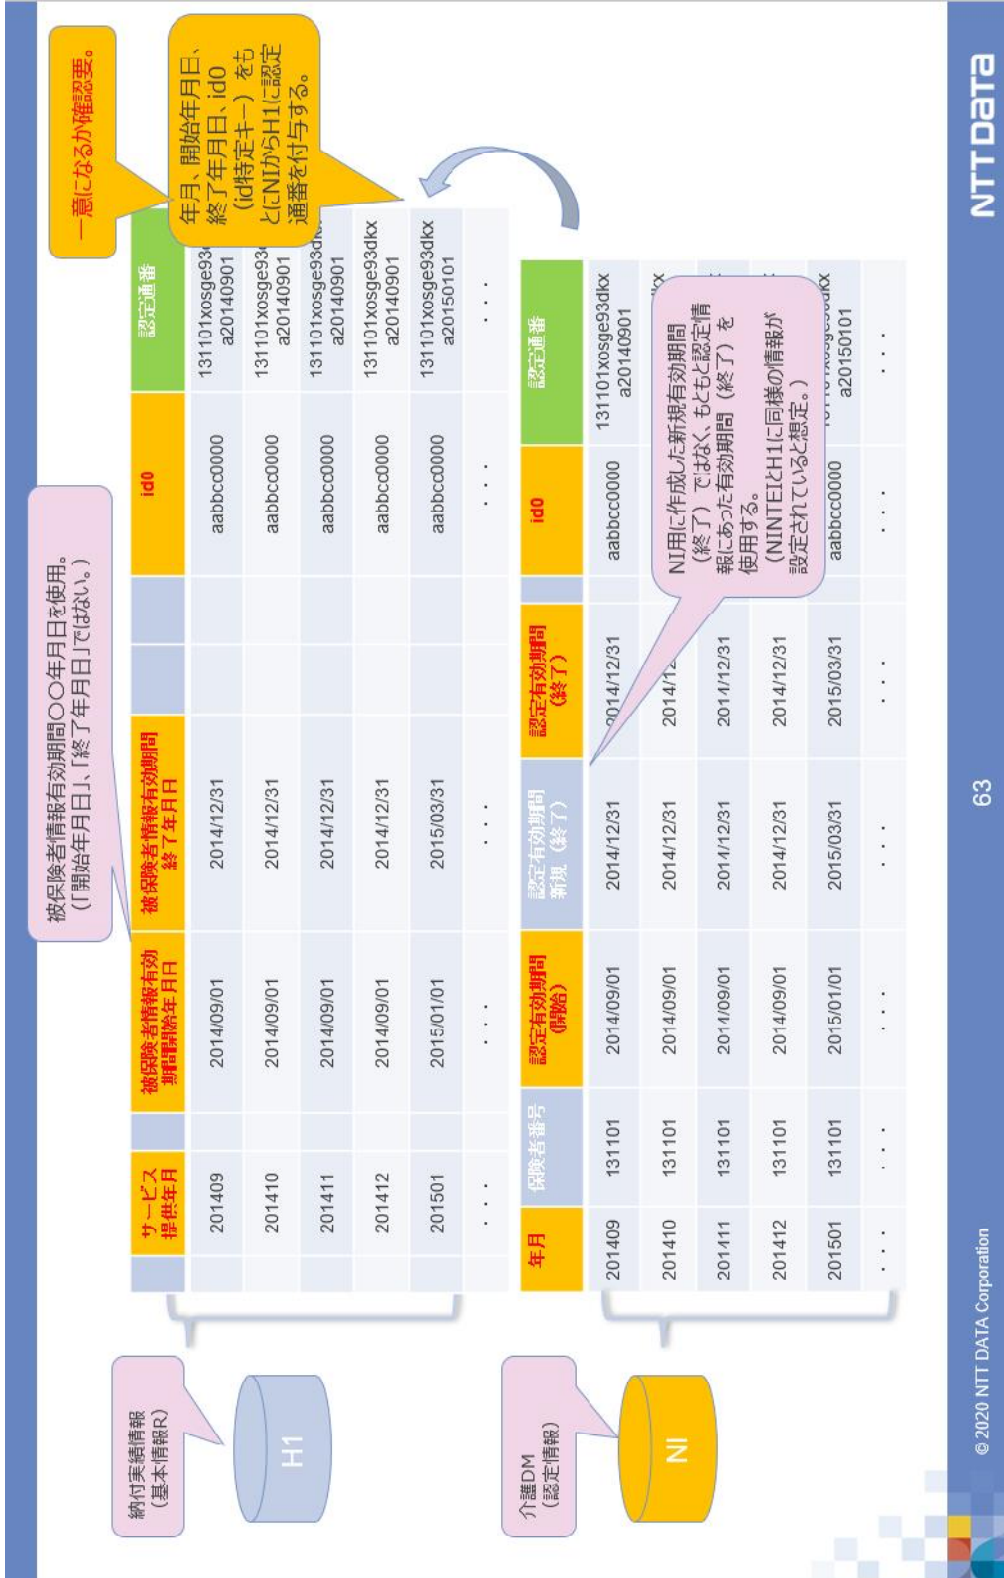 被保険者情報有効期間〇〇年月日を使用。
（「開始年月日」、「終了年月日」ではない。）
一意になるか確認要。
年月、開始年月日、
終了年月日、id0
（id特定キー）をも
とにNIからH1に認定
通番を付与する。
納付実績情報
（基本情報R）
H1
サービス
提供年月
被保険者情報有効
期間開始年月日
被保険者情報有効期間
終了年月日
id0
認定通番
201409
2014/09/01
2014/12/31
aabbcc0000
131101xosge93d
a20140901
201410
2014/09/01
2014/12/31
aabbcc0000
131101xosge93
a20140901
201411
2014/09/01
2014/12/31
aabbcc0000
131101xosge93d
a20140901
201412
2014/09/01
2014/12/31
aabbcc0000
131101xosge93dkx
a20140901
201501
2015/01/01
2015/03/31
aabbcc0000
131101xosge93dkx
a20150101
・・・
・・・
・・・
・・・
・・・
介護DM
（認定情報）
NI
年月
保険者番号
認定有効期間
（開始）
認定有効期間
新規（終了）
認定有効期間
（終了）
id0
認定通番
201409
131101
2014/09/01
2014/12/31
2014/12/31
aabbcc0000
131101xosge93dkx
a20140901
201410
131101
2014/09/01
2014/12/31
2014/12
201411
131101
2014/09/01
2014/12/31
2014/12/31
201412
131101
2014/09/01
2014/12/31
2014/12/31
201501
131101
2015/01/01
2015/03/31
2015/03/31
aabbcc0000
a20150101
・・・
・・・
・・・
・・・
・・・
・・・
・・・
NI用に作成した新規有効期間
（終了）ではなく、もともと認定情
報にあった有効期間（終了）を
使用する。
（NINTEIとH1に同様の情報が
設定されていると想定。）
© 2020 NTT DATA Corporation
63
NTT DATA